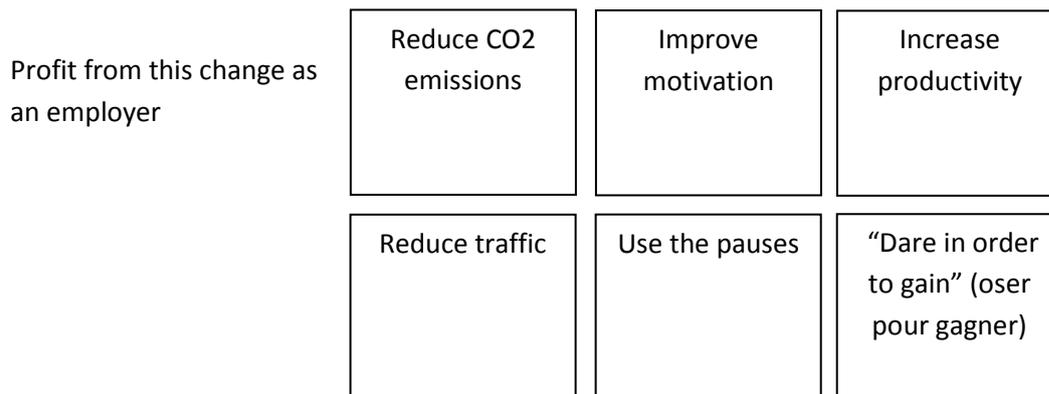 Profit from this change as
an employer
Reduce CO2
emissions
Improve
motivation
Increase
productivity
Reduce traffic
Use the pauses
“Dare in order
to gain” (oser
pour gagner)